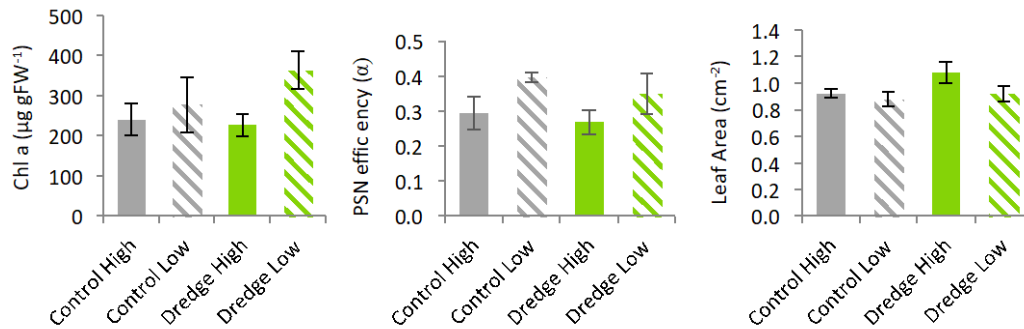 Chl a (µg gFW⁻¹)
500
400
300
200
100
0
Control High
Control Low
Dredge High
Dredge Low
PSN effic ency (α)
0.5
0.4
0.3
0.2
0.1
0.0
Control High
Control Low
Dredge High
Dredge Low
Leaf Area (cm⁻²)
1.4
1.2
1.0
0.8
0.6
0.4
0.2
0.0
Control High
Control Low
Dredge High
Dredge Low